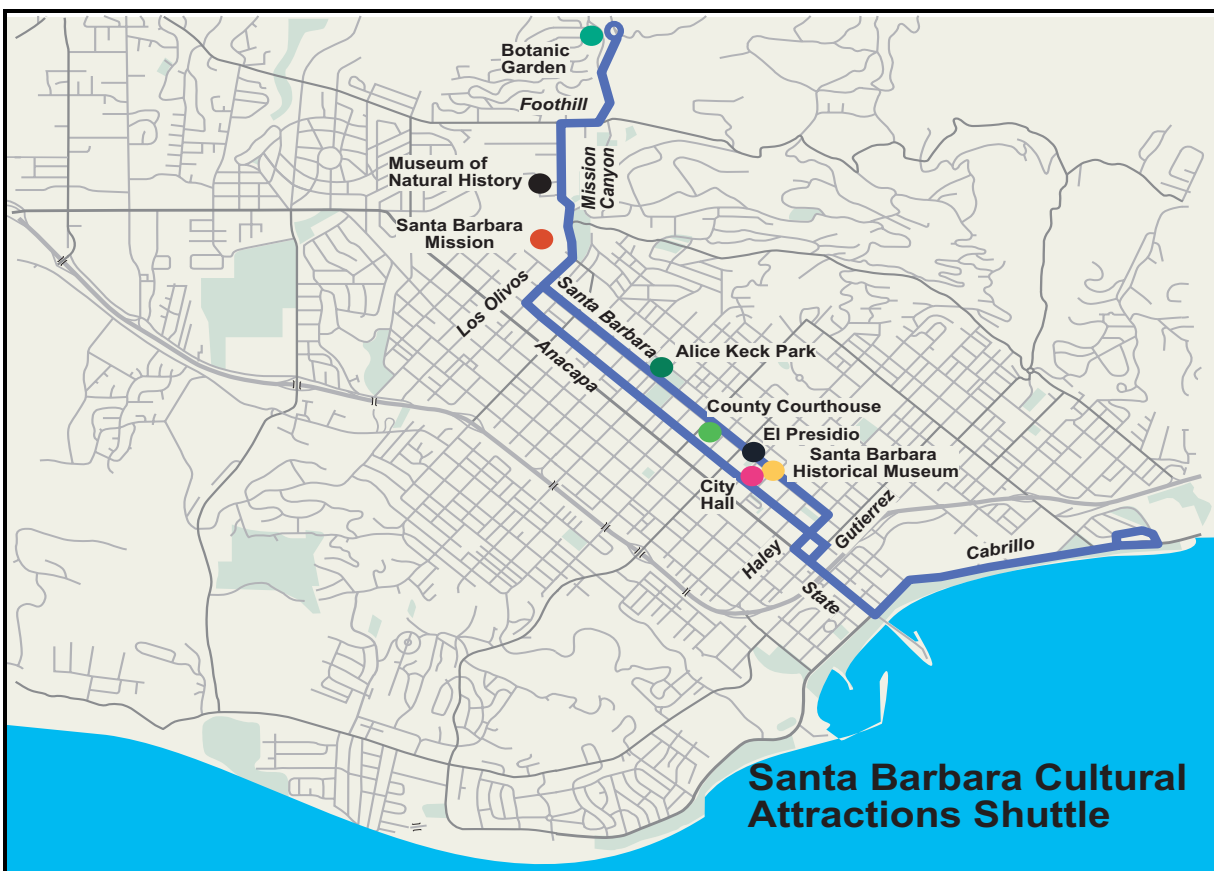 Botanic
Garden
Foothill
Museum of
Natural History
Mission
Canyon
Santa Barbara
Mission
Los Olivos
Santa Barbara
Anacapa
Alice Keck Park
County Courthouse
El Presidio
Santa Barbara
Historical Museum
City
Hall
Gutierrez
Haley
Cabrillo
State
Santa Barbara Cultural
Attractions Shuttle